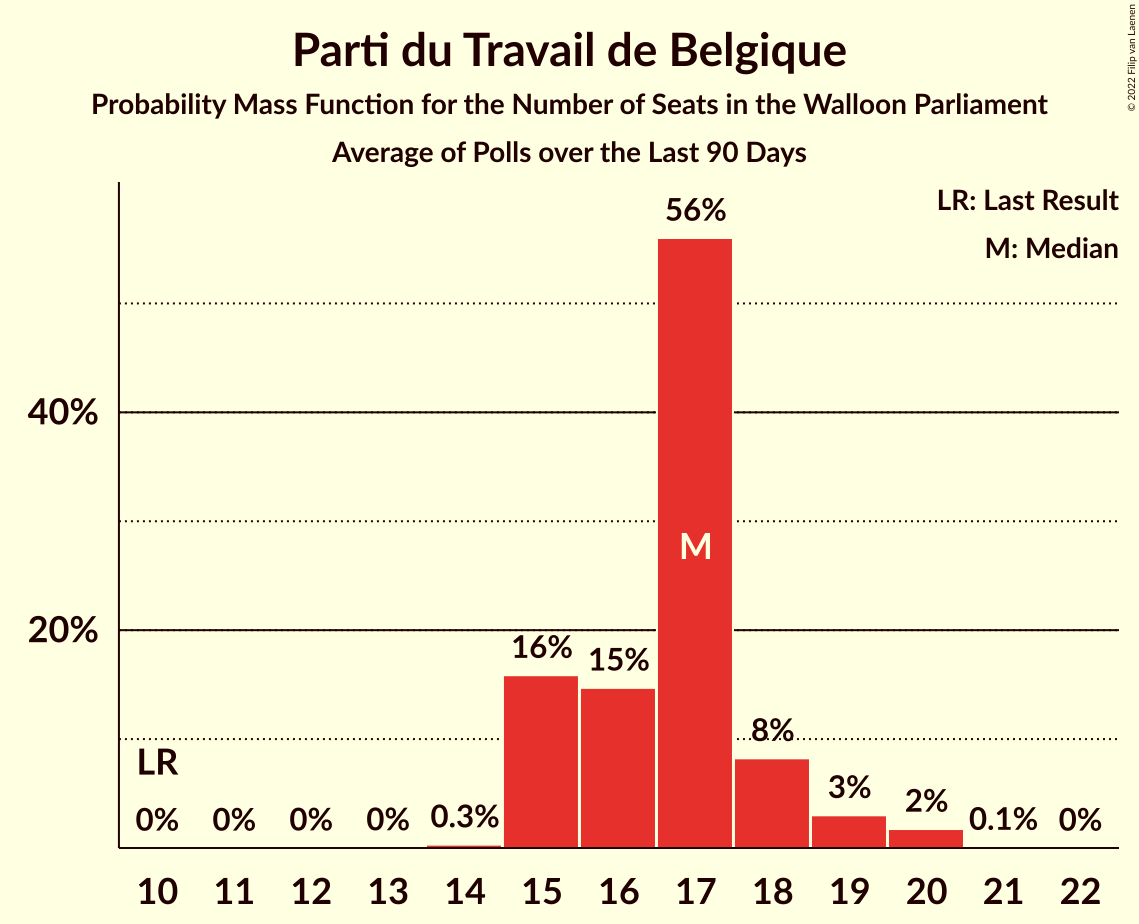 Parti du Travail de Belgique
Probability Mass Function for the Number of Seats in the Walloon Parliament
Average of Polls over the Last 90 Days
© 2022 Filip van Laenen
LR: Last Result
M: Median
56%
40%
M
20%
16%
15%
8%
LR
3%
2%
0%
0%
0%
0%
0.3%
0.1%
0%
10 11 12 13 14 15 16 17 18 19 20 21 22